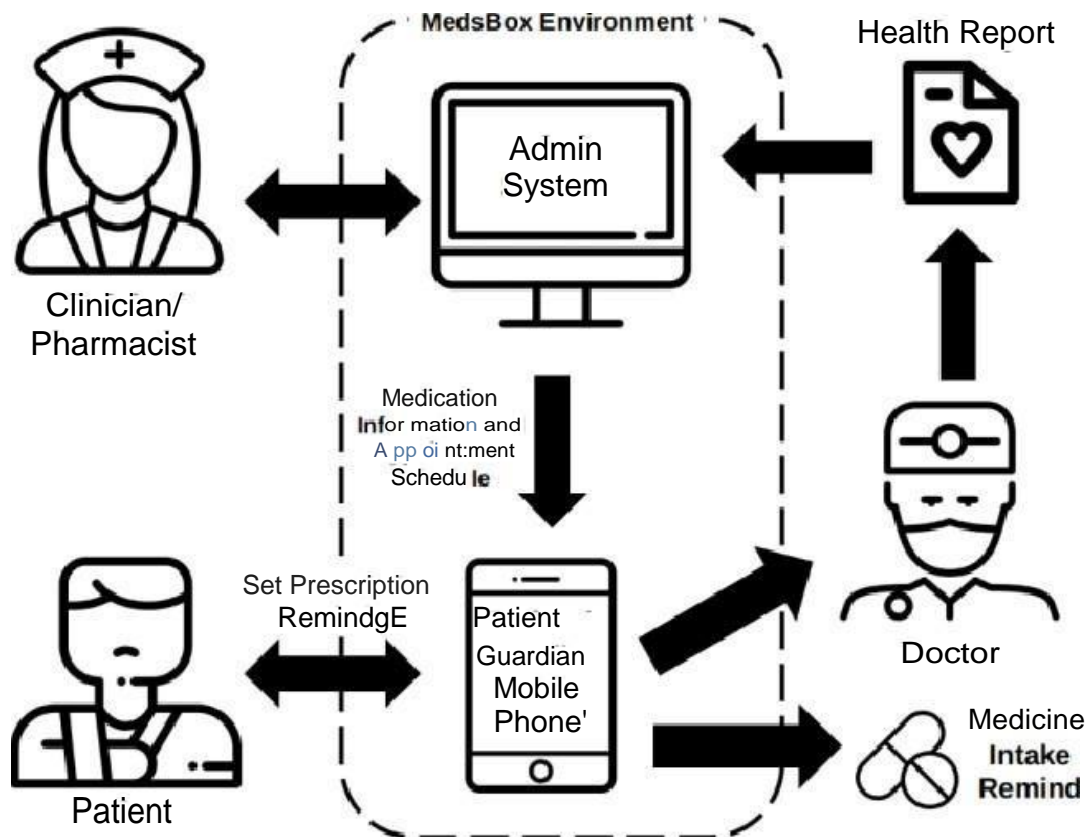 MedsBox Environment
Health Report
Admin
System
Clinician/
Pharmacist
Medication
Infor mation and
A pp oi nt:ment
Schedu le
Set Prescription
RemindgE
Patient
Guardian
Mobile
Phone'
Doctor
Medicine
Intake
Remind
Patient